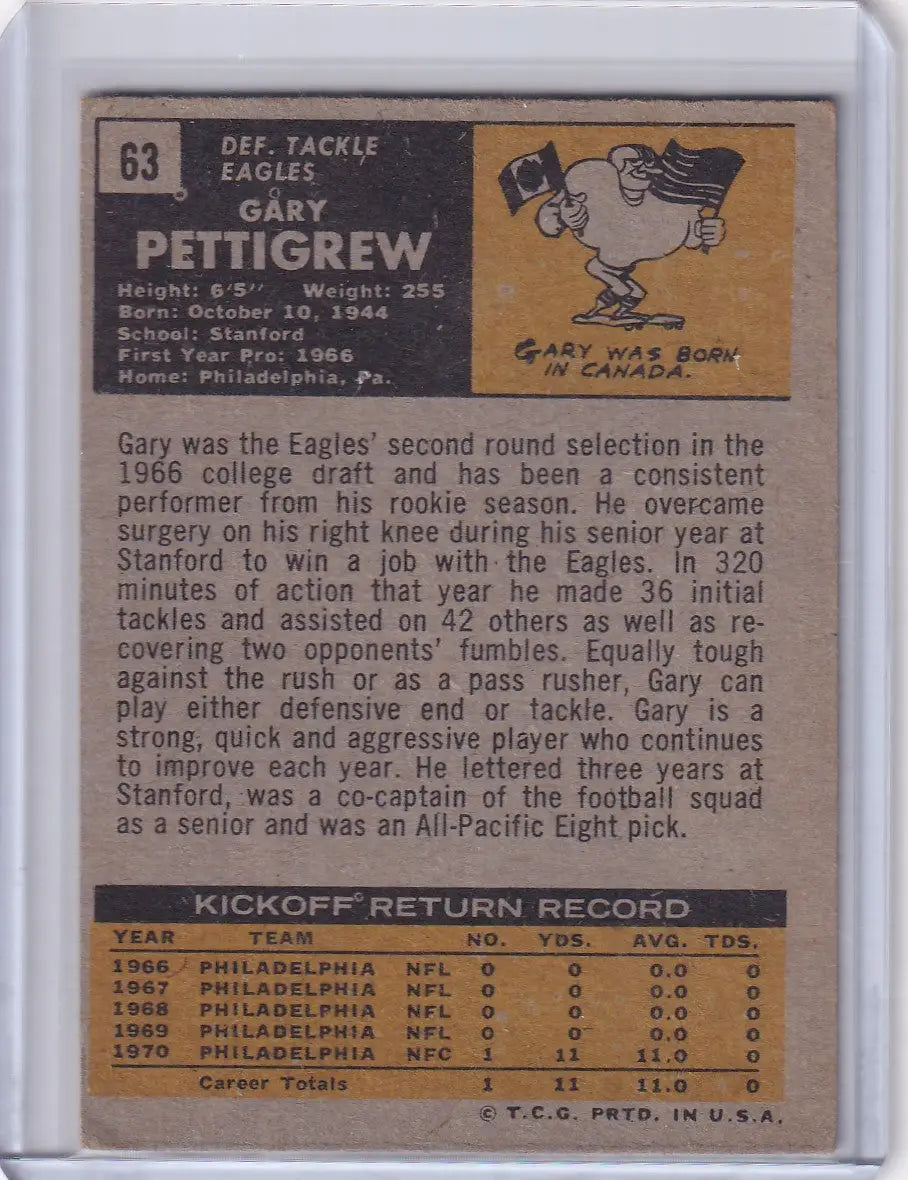 63
DEF. TACKLE
EAGLES
GARY
PETTIGREW
Height: 6'5'' Weight: 255
Born: October 10, 1944
School: Stanford
First Year Pro: 1966
Home: Philadelphia, Pa.
GARY WAS BORN
IN CANADA.
Gary was the Eagles' second round selection in the
1966 college draft and has been a consistent
performer from his rookie season. He overcame
surgery on his right knee during his senior year at
Stanford to win a job with the Eagles. In 320
minutes of action that year he made 36 initial
tackles and assisted on 42 others as well as re-
covering two opponents' fumbles. Equally tough
against the rush or as a pass rusher, Gary can
play either defensive end or tackle. Gary is a
strong, quick and aggressive player who continues
to improve each year. He lettered three years at
Stanford, was a co-captain of the football squad
as a senior and was an All-Pacific Eight pick.
KICKOFF RETURN RECORD
YEAR TEAM NO. YDS. AVG. TDS.
1966 PHILADELPHIA NFL 0 0 0.0 0
1967 PHILADELPHIA NFL 0 0 0.0 0
1968 PHILADELPHIA NFL 0 0 0.0 0
1969 PHILADELPHIA NFL 0 0 0.0 0
1970 PHILADELPHIA NFC 1 11 11.0 0
Career Totals 1 11 11.0 0
© T.C.G. PRTD. IN U.S.A.